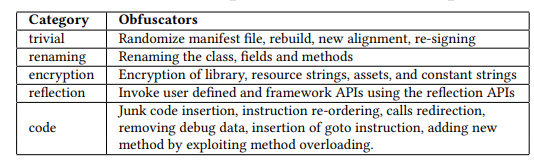 Category Obfuscators
trivial Randomize manifest file, rebuild, new alignment, re-signing
renaming Renaming the class, fields and methods
encryption Encryption of library, resource strings, assets, and constant strings
reflection Invoke user defined and framework APIs using the reflection APIs
Junk code insertion, instruction re-ordering, calls redirection,
code removing debug data, insertion of goto instruction, adding new
method by exploiting method overloading.